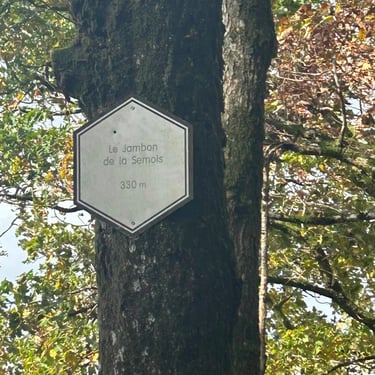 Le Jambon
de la Semois
330 m